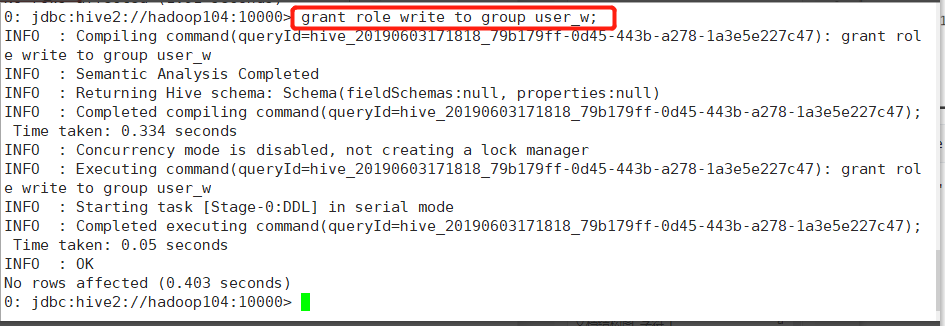 0: jdbc:hive2://hadoop104:10000> grant role write to group user_w;
INFO  : Compiling command(queryId=hive_20190603171818_79b179ff-0d45-443b-a278-1a3e5e227c47): grant rol
e write to group user_w
INFO  : Semantic Analysis Completed
INFO  : Returning Hive schema: Schema(fieldSchemas:null, properties:null)
INFO  : Completed compiling command(queryId=hive_20190603171818_79b179ff-0d45-443b-a278-1a3e5e227c47);
 Time taken: 0.334 seconds
INFO  : Concurrency mode is disabled, not creating a lock manager
INFO  : Executing command(queryId=hive_20190603171818_79b179ff-0d45-443b-a278-1a3e5e227c47): grant rol
e write to group user_w
INFO  : Starting task [Stage-0:DDL] in serial mode
INFO  : Completed executing command(queryId=hive_20190603171818_79b179ff-0d45-443b-a278-1a3e5e227c47);
 Time taken: 0.05 seconds
INFO  : OK
No rows affected (0.403 seconds)
0: jdbc:hive2://hadoop104:10000>